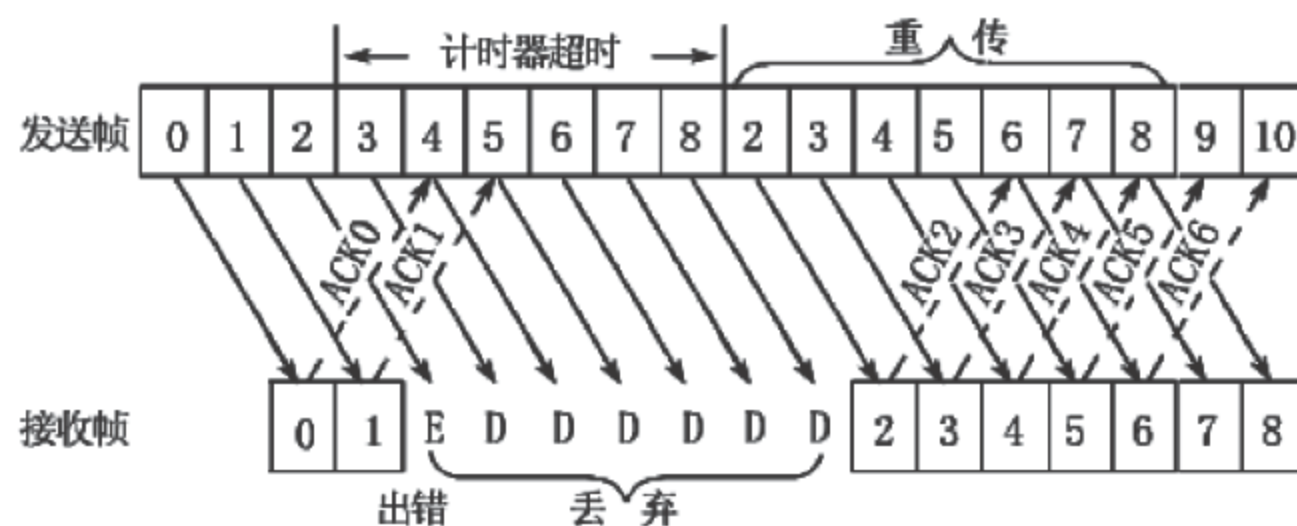 计时器超时 重传
发送帧 0 1 2 3 4 5 6 7 8 2 3 4 5 6 7 8 9 10
ACK0 ACK1 ACK2 ACK3 ACK4 ACK5 ACK6
接收帧 0 1 E D D D D D D 2 3 4 5 6 7 8
出错 丢弃